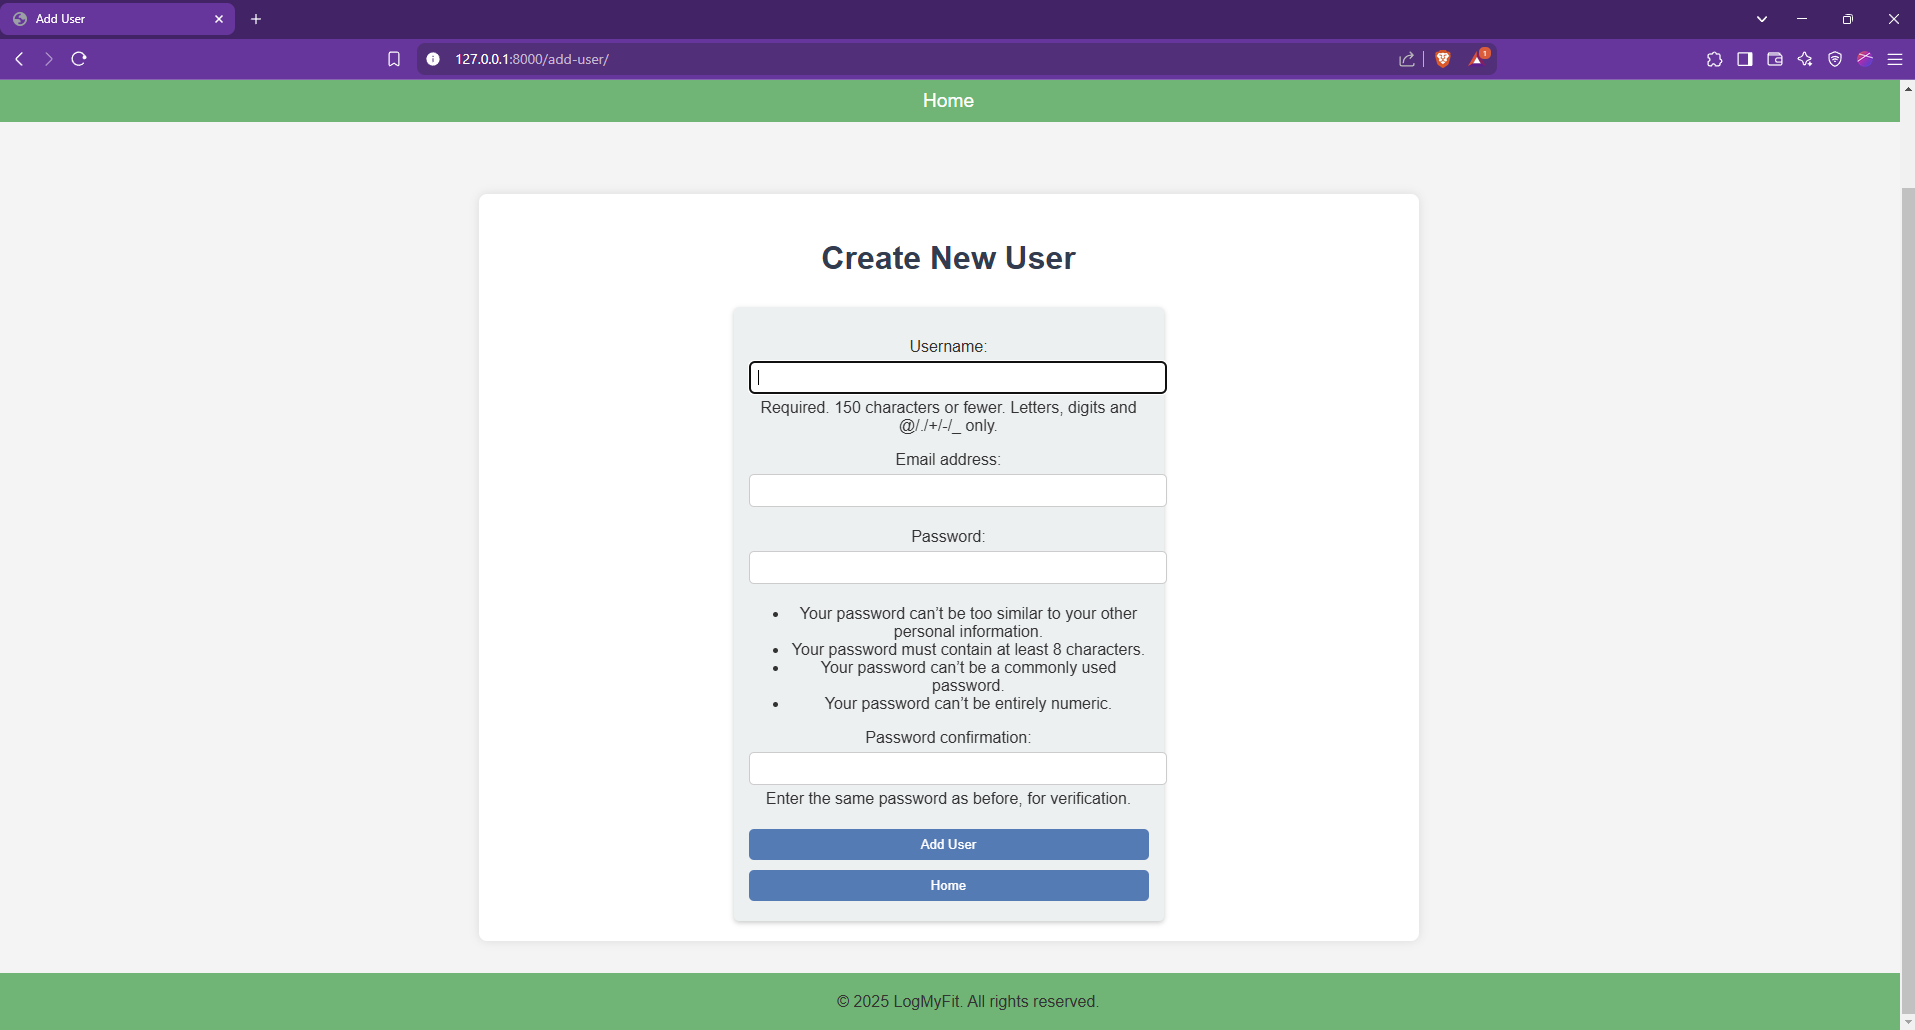 Add User
127.0.0.1:8000/add-user/
1
Home
Create New User
Username:
Required. 150 characters or fewer. Letters, digits and
@/./+/-/_ only.
Email address:
Password:
• Your password can’t be too similar to your other
personal information.
• Your password must contain at least 8 characters.
• Your password can’t be a commonly used
password.
• Your password can’t be entirely numeric.
Password confirmation:
Enter the same password as before, for verification.
Add User
Home
© 2025 LogMyFit. All rights reserved.